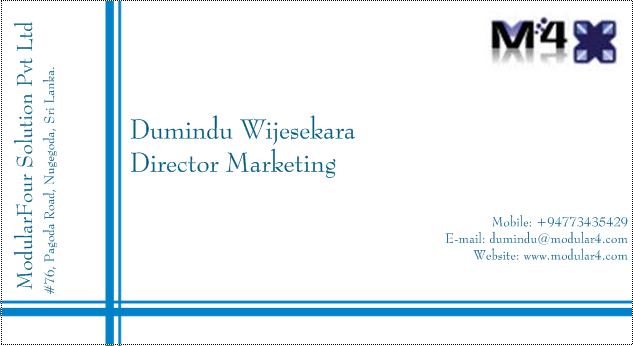 ModularFour Solution Pvt Ltd
#76, Pagoda Road, Nugegoda, Sri Lanka.
M4
Dumindu Wijesekara
Director Marketing
Mobile: +94773435429
E-mail: dumindu@modular4.com
Website: www.modular4.com